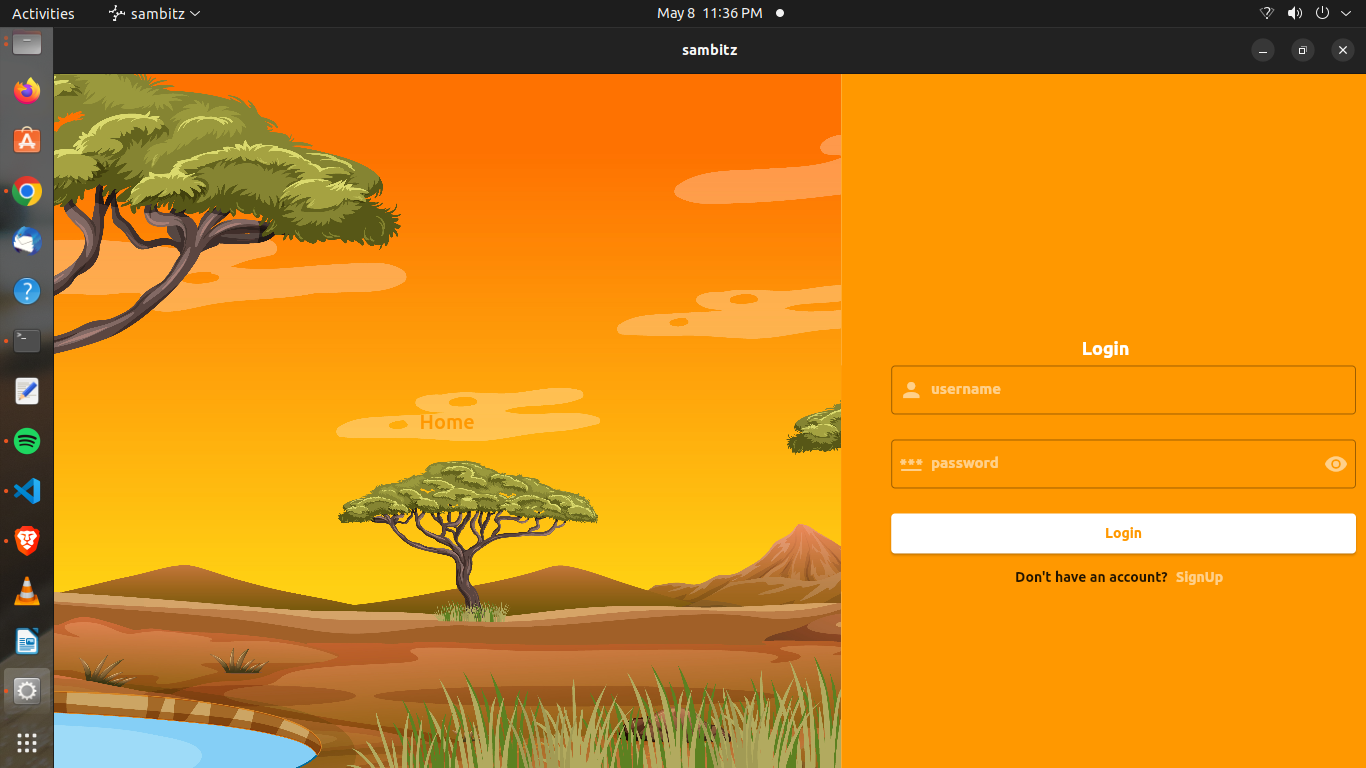 Activities
sambitz
May 8 11:36 PM
sambitz
Home
Login
username
password
Login
Don't have an account? SignUp